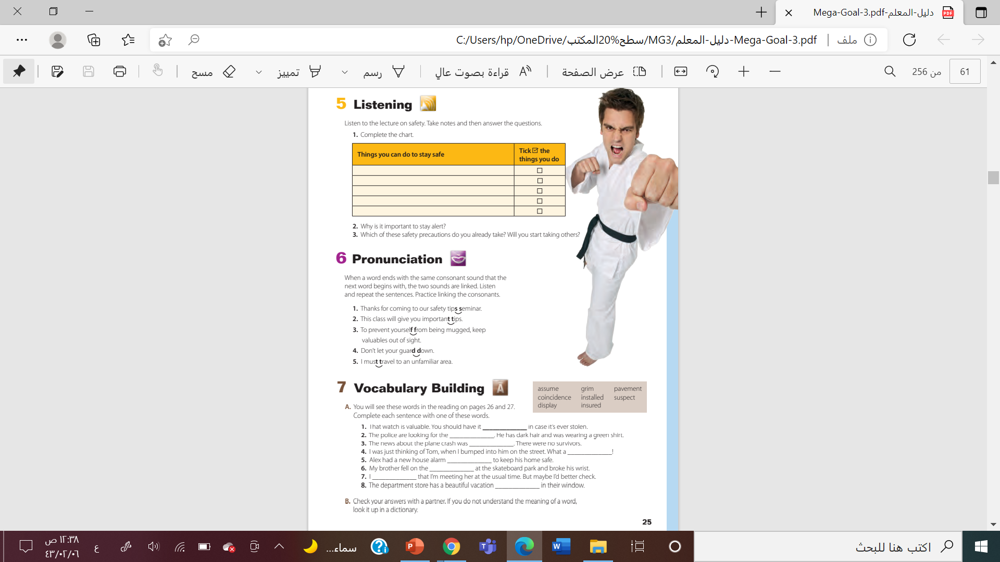 Mega-Goal-3.pdf-دليل-المعلم
C:/Users/hp/OneDrive/سطح%20المكتب/MG3/دليل-المعلم-Mega-Goal-3.pdf
ملف
مسح
تمييز
رسم
قراءة بصوت عالٍ
عرض الصفحة
من 256
61
5 Listening
Listen to the lecture on safety. Take notes and then answer the questions.
1. Complete the chart.
Things you can do to stay safe
Tick ☑ the
things you do
2. Why is it important to stay alert?
3. Which of these safety precautions do you already take? Will you start taking others?
6 Pronunciation
When a word ends with the same consonant sound that the
next word begins with, the two sounds are linked. Listen
and repeat the sentences. Practice linking the consonants.
1. Thanks for coming to our safety tips seminar.
2. This class will give you important tips.
3. To prevent yourself from being mugged, keep
valuables out of sight.
4. Don't let your guard down.
5. I must travel to an unfamiliar area.
7 Vocabulary Building
A
assume grim pavement
coincidence installed suspect
display insured
A. You will see these words in the reading on pages 26 and 27.
Complete each sentence with one of these words.
1. That watch is valuable. You should have it _____________ in case it's ever stolen.
2. The police are looking for the _____________. He has dark hair and was wearing a green shirt.
3. The news about the plane crash was _____________. There were no survivors.
4. I was just thinking of Tom, when I bumped into him on the street. What a _____________!
5. Alex had a new house alarm _____________ to keep his home safe.
6. My brother fell on the _____________ at the skateboard park and broke his wrist.
7. I _____________ that I'm meeting her at the usual time. But maybe I'd better check.
8. The department store has a beautiful vacation _____________ in their window.
B. Check your answers with a partner. If you do not understand the meaning of a word,
look it up in a dictionary.
25
١٢:٣٨ ص
٤٣/٠٢/٠٦
ع
سماء...
اكتب هنا للبحث